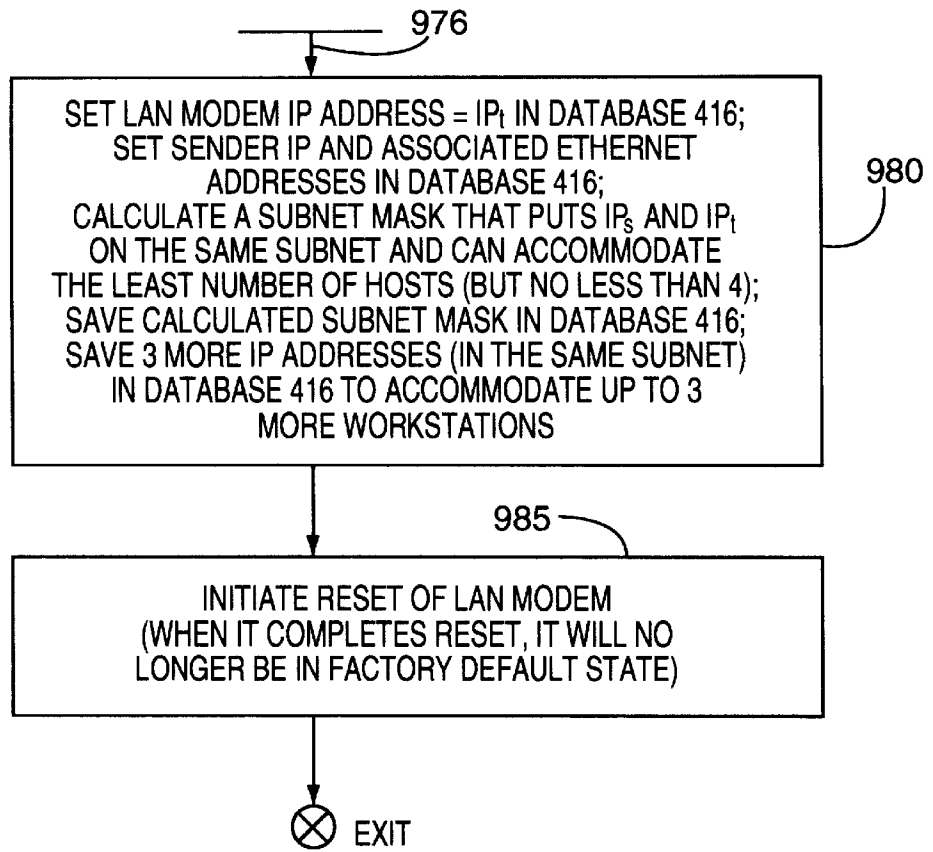 976
SET LAN MODEM IP ADDRESS = IPt IN DATABASE 416;
SET SENDER IP AND ASSOCIATED ETHERNET
ADDRESSES IN DATABASE 416;
CALCULATE A SUBNET MASK THAT PUTS IPs AND IPt
ON THE SAME SUBNET AND CAN ACCOMMODATE
THE LEAST NUMBER OF HOSTS (BUT NO LESS THAN 4);
SAVE CALCULATED SUBNET MASK IN DATABASE 416;
SAVE 3 MORE IP ADDRESSES (IN THE SAME SUBNET)
IN DATABASE 416 TO ACCOMMODATE UP TO 3
MORE WORKSTATIONS
980
985
INITIATE RESET OF LAN MODEM
(WHEN IT COMPLETES RESET, IT WILL NO
LONGER BE IN FACTORY DEFAULT STATE)
EXIT